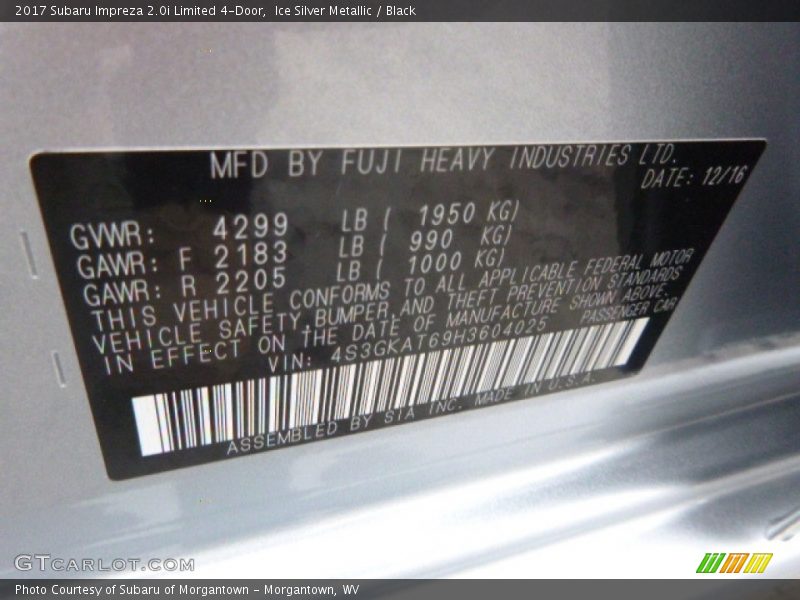 2017 Subaru Impreza 2.0i Limited 4-Door,  Ice Silver Metallic / Black
MFD BY FUJI HEAVY INDUSTRIES LTD.
DATE: 12/16
GVWR: 4299 LB ( 1950 KG)
GAWR: F 2183 LB ( 990 KG)
GAWR: R 2205 LB ( 1000 KG)
THIS VEHICLE CONFORMS TO ALL APPLICABLE FEDERAL MOTOR
VEHICLE SAFETY, BUMPER, AND THEFT PREVENTION STANDARDS
IN EFFECT ON THE DATE OF MANUFACTURE SHOWN ABOVE.
VIN: 4S3GKAT69H3604025 PASSENGER CAR
ASSEMBLED BY SIA INC. MADE IN U.S.A.
GTCARLOT.COM
Photo Courtesy of Subaru of Morgantown - Morgantown, WV